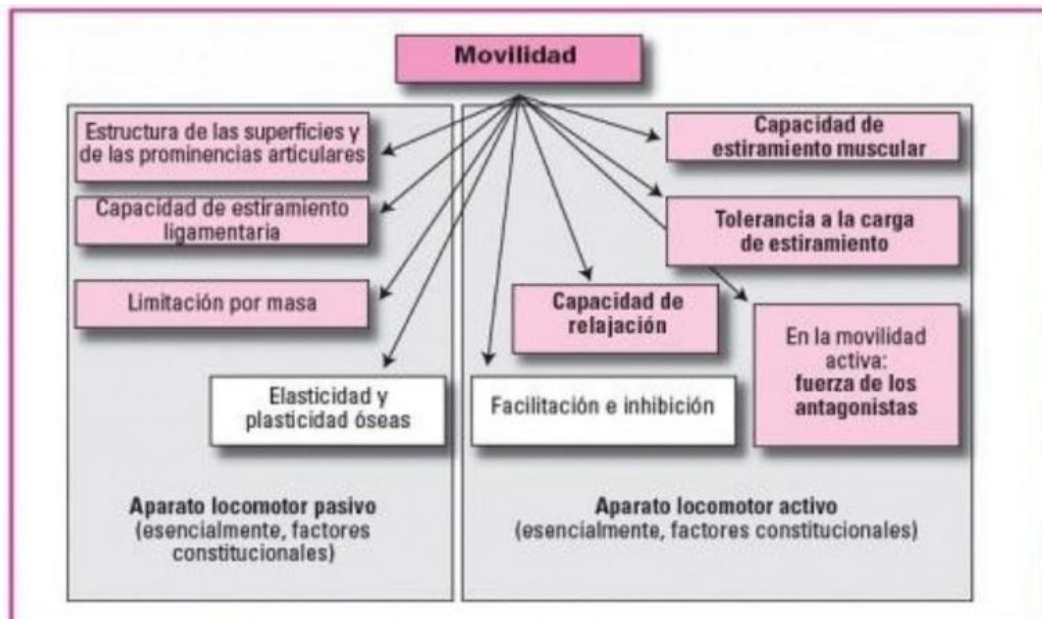 Movilidad
Estructura de las superficies y
de las prominencias articulares
Capacidad de estiramiento
ligamentaria
Limitación por masa
Elasticidad y
plasticidad óseas
Aparato locomotor pasivo
(esencialmente, factores
constitucionales)
Capacidad de
estiramiento muscular
Tolerancia a la carga
de estiramiento
Capacidad de
relajación
En la movilidad
activa:
fuerza de los
antagonistas
Facilitación e inhibición
Aparato locomotor activo
(esencialmente, factores constitucionales)